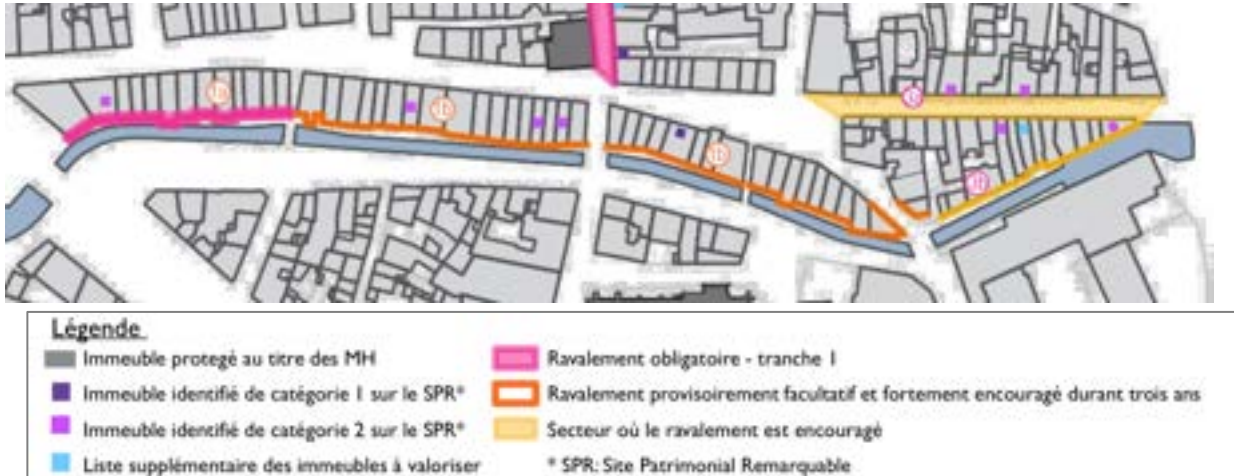 Légende
Immeuble protegé au titre des MH
Immeuble identifié de catégorie 1 sur le SPR*
Immeuble identifié de catégorie 2 sur le SPR*
Liste supplémentaire des immeubles à valoriser
Ravalement obligatoire - tranche 1
Ravalement provisoirement facultatif et fortement encouragé durant trois ans
Secteur où le ravalement est encouragé
* SPR: Site Patrimonial Remarquable